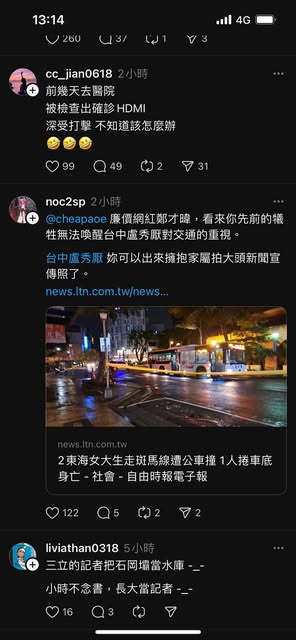 13:14
4G
260 37 1 3
cc_jian0618 2小時
前幾天去醫院
被檢查出確診 HDMI
深受打擊 不知道該怎麼辦
🤣🤣🤣
99 49 2 31
noc2sp 2小時
@cheapaoe 廉價網紅鄭才暐，看來你先前的犧
牲無法喚醒台中盧秀厭對交通的重視。
台中盧秀厭 妳可以出來擁抱家屬拍大頭新聞宣
傳照了。
news.ltn.com.tw/news...
news.ltn.com.tw
2東海女大生走斑馬線遭公車撞 1人捲車底
身亡 - 社會 - 自由時報電子報
122 5 2 2
liviathan0318 5小時
三立的記者把石岡壩當水庫 -_-
小時不念書，長大當記者 -_-
16 3